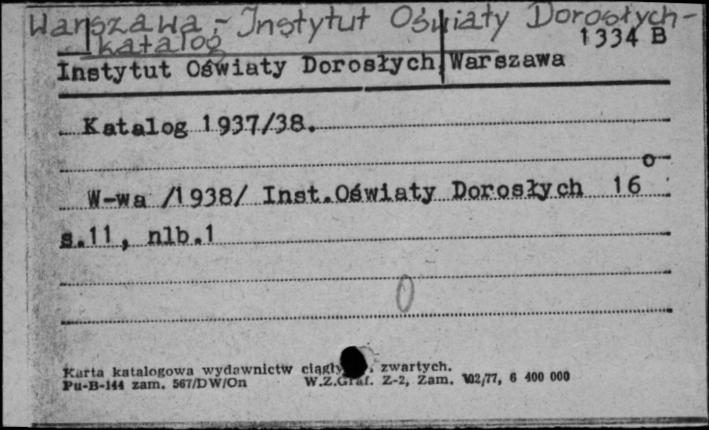 Warszawa - Instytut Oświaty Dorosłych -
katalog
1334 B
Instytut Oświaty Dorosłych Warszawa
Katalog 1937/38.
W-wa /1938/ Inst.Oświaty Dorosłych 16°
s.11, nlb.1
0
Karta katalogowa wydawnictw zwartych.
Pu-B-144 zam. 567/DW/On W.Z.Graf. Z-2, Zam. 102/77, 6 400 000